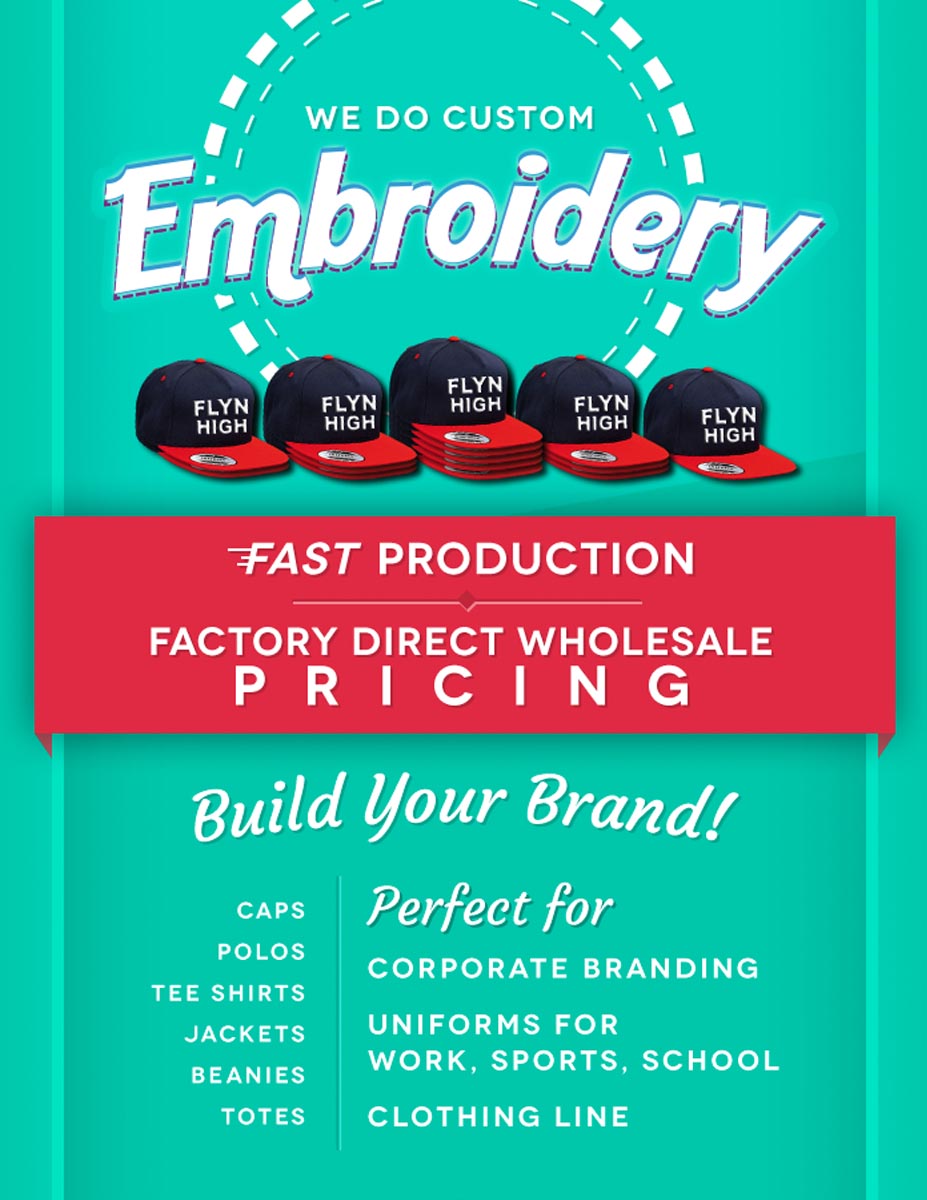 WE DO CUSTOM
Embroidery
FLYN HIGH
FLYN HIGH
FLYN HIGH
FLYN HIGH
FLYN HIGH
FAST PRODUCTION
FACTORY DIRECT WHOLESALE
PRICING
Build Your Brand!
CAPS
POLOS
TEE SHIRTS
JACKETS
BEANIES
TOTES
Perfect for
CORPORATE BRANDING
UNIFORMS FOR
WORK, SPORTS, SCHOOL
CLOTHING LINE